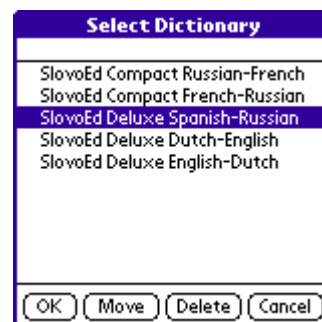 Select Dictionary
SlovoEd Compact Russian-French
SlovoEd Compact French-Russian
SlovoEd Deluxe Spanish-Russian
SlovoEd Deluxe Dutch-English
SlovoEd Deluxe English-Dutch
OK Move Delete Cancel